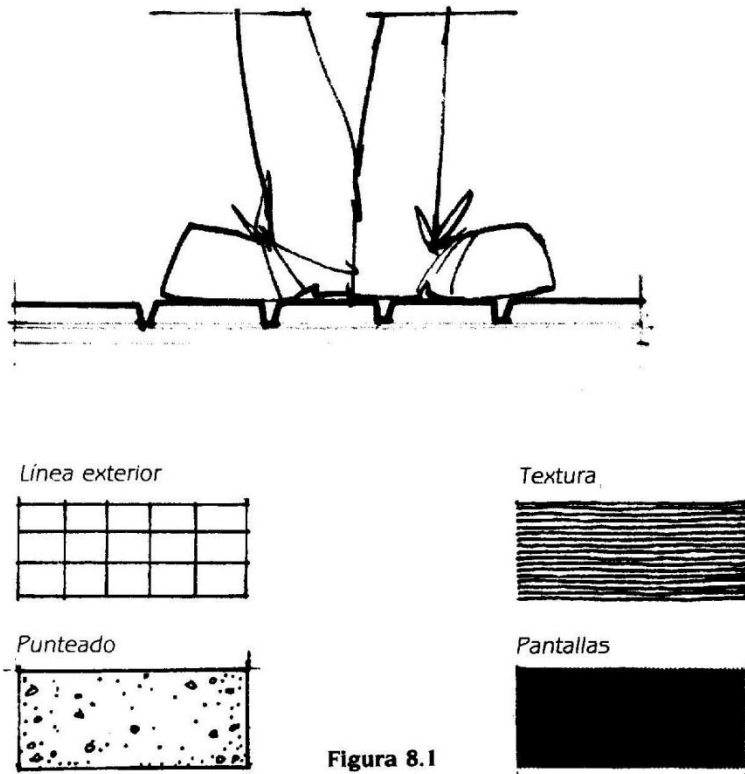 Línea exterior
Textura
Punteado
Pantallas
Figura 8.1